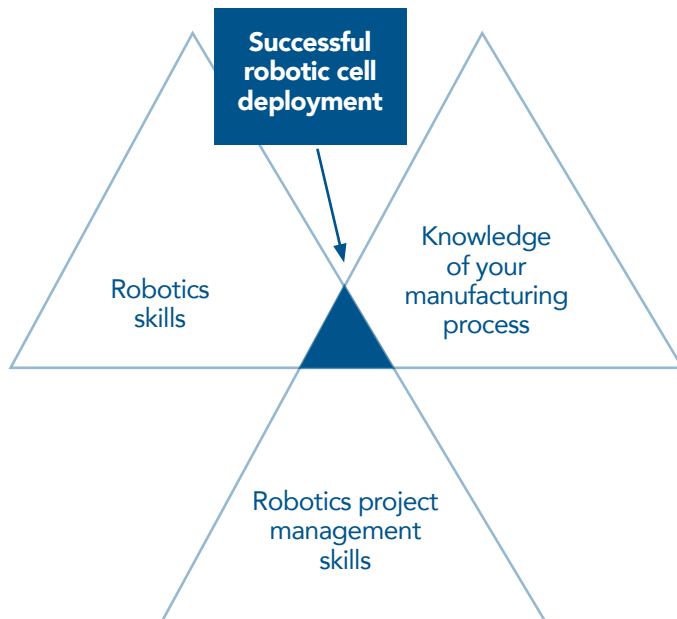 Successful
robotic cell
deployment
Robotics
skills
Knowledge
of your
manufacturing
process
Robotics project
management
skills